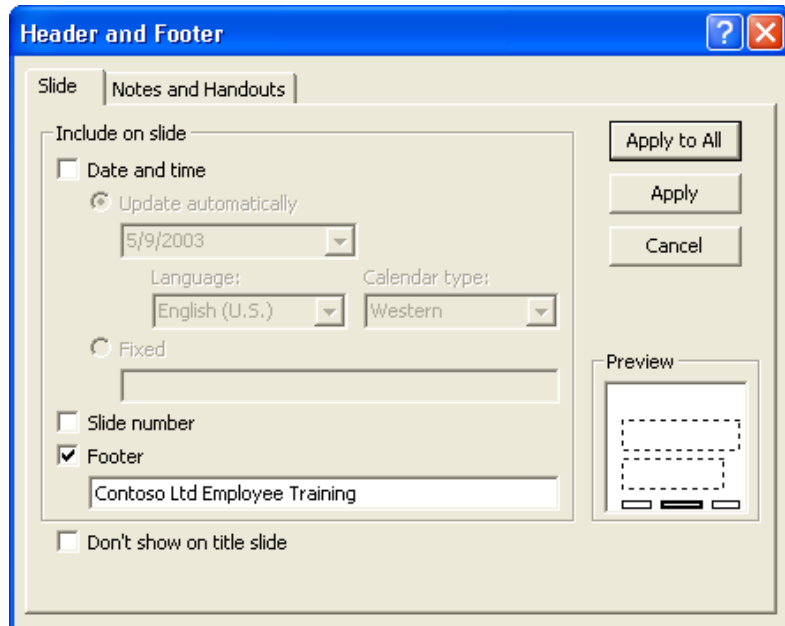 Header and Footer
Slide
Notes and Handouts
Include on slide
Date and time
Update automatically
5/9/2003
Language:
Calendar type:
English (U.S.)
Western
Fixed
Slide number
Footer
Contoso Ltd Employee Training
Don't show on title slide
Apply to All
Apply
Cancel
Preview